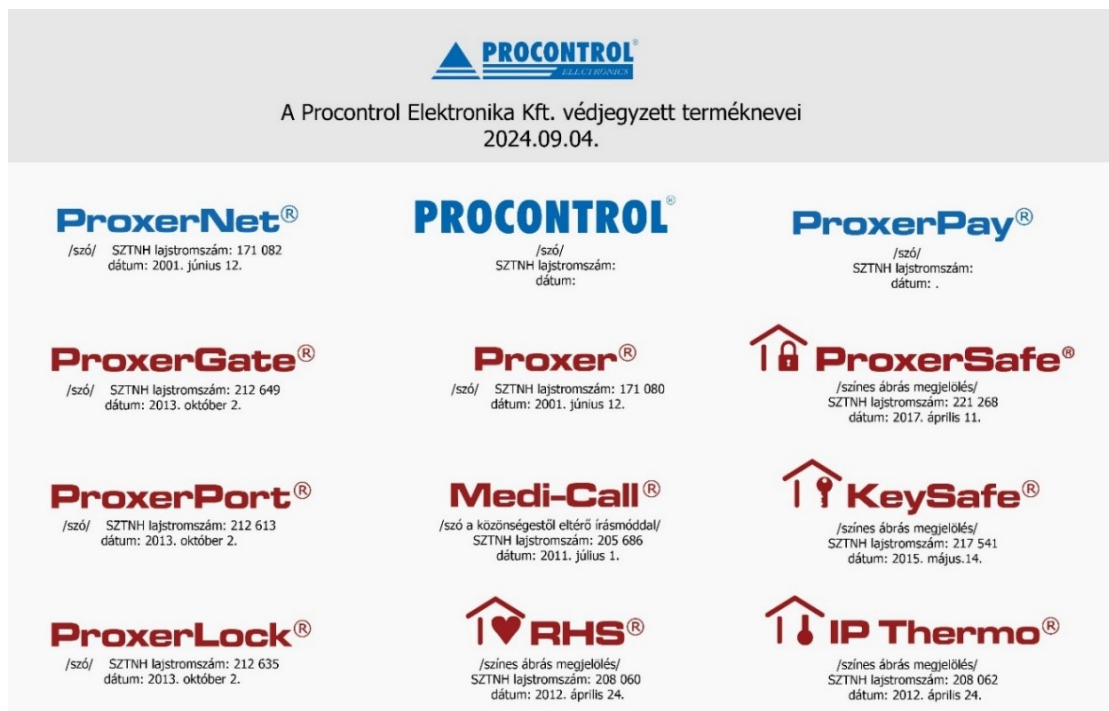 PROCONTROL®
ELECTRONICS
A Procontrol Elektronika Kft. védjegyzett terméknevei
2024.09.04.
ProxerNet®
/szó/ SZTNH lajstromszám: 171 082
dátum: 2001. június 12.
PROCONTROL®
/szó/
SZTNH lajstromszám:
dátum:
ProxerPay®
/szó/
SZTNH lajstromszám:
dátum: .
ProxerGate®
/szó/ SZTNH lajstromszám: 212 649
dátum: 2013. október 2.
Proxer®
/szó/ SZTNH lajstromszám: 171 080
dátum: 2001. június 12.
ProxerSafe®
/színes ábrás megjelölés/
SZTNH lajstromszám: 221 268
dátum: 2017. április 11.
ProxerPort®
/szó/ SZTNH lajstromszám: 212 613
dátum: 2013. október 2.
Medi-Call®
/szó a közönségestől eltérő írásmóddal/
SZTNH lajstromszám: 205 686
dátum: 2011. július 1.
KeySafe®
/színes ábrás megjelölés/
SZTNH lajstromszám: 217 541
dátum: 2015. május.14.
ProxerLock®
/szó/ SZTNH lajstromszám: 212 635
dátum: 2013. október 2.
RHS®
/színes ábrás megjelölés/
SZTNH lajstromszám: 208 060
dátum: 2012. április 24.
IP Thermo®
/színes ábrás megjelölés/
SZTNH lajstromszám: 208 062
dátum: 2012. április 24.